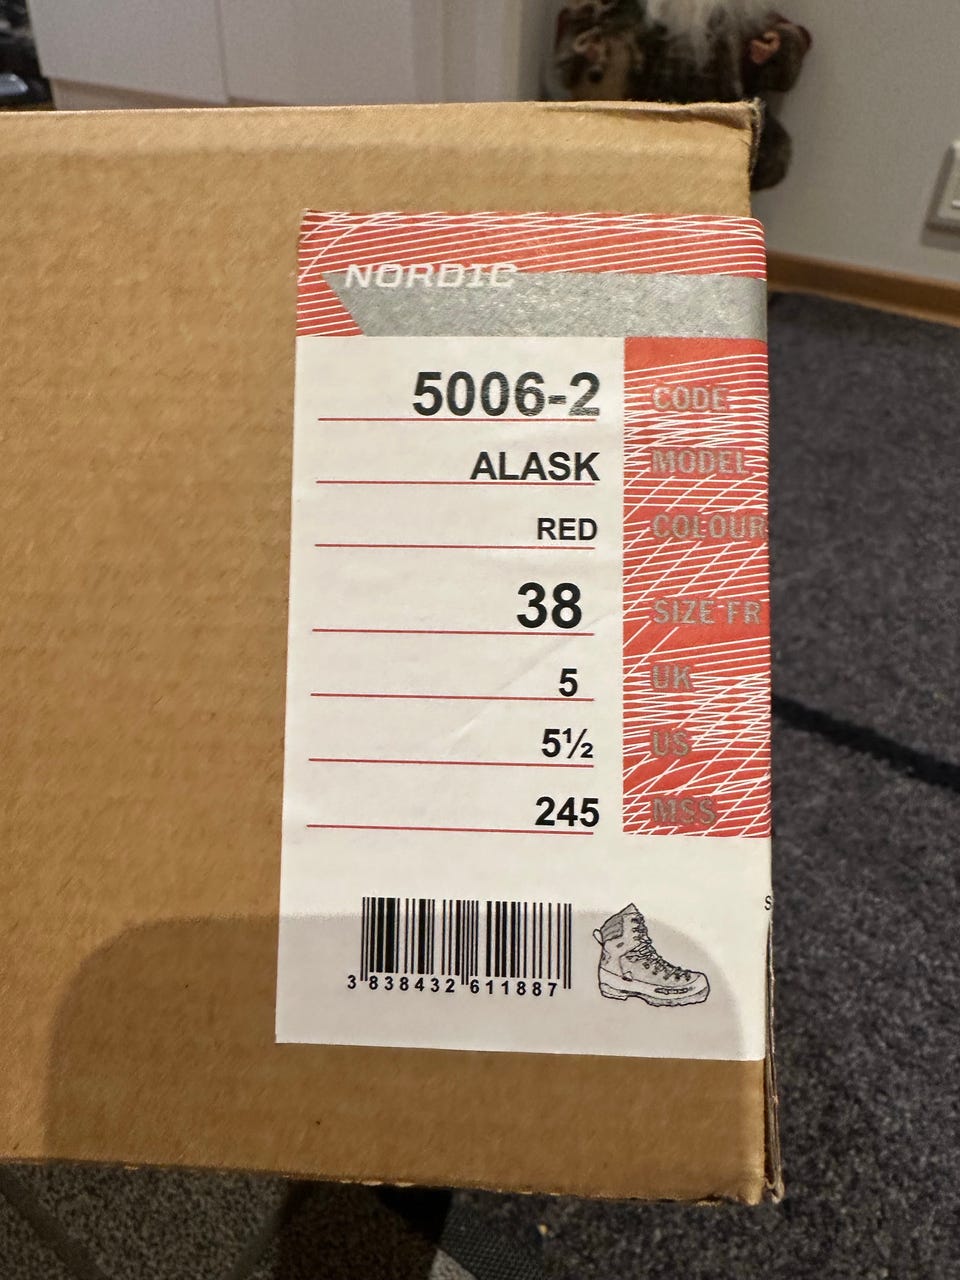 NORDIC
5006-2 CODE
ALASK MODEL
RED COLOUR
38 SIZE FR
5 UK
5½ US
245 MSS
3 838432 611887